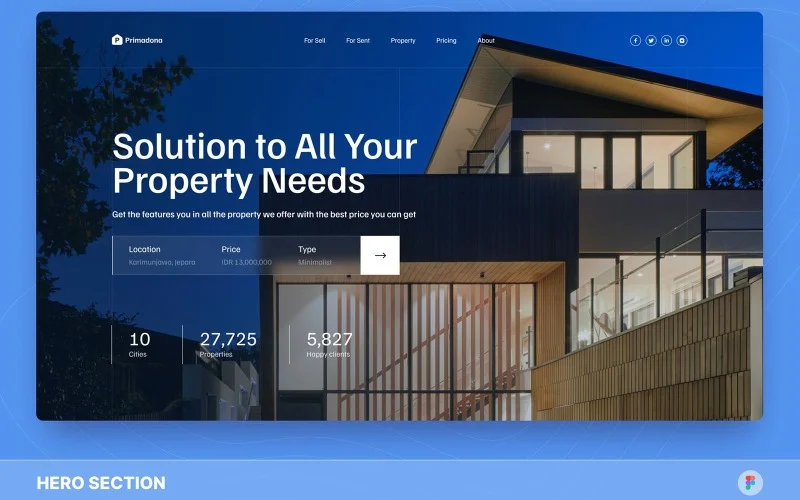 Primadona
For Sell
For Sent
Property
Pricing
About
Solution to All Your
Property Needs
Get the features you in all the property we offer with the best price you can get
Location
Price
Type
Karimunjawa, jepara
IDR 13,000,000
Minimalist
10
27,725
5,827
Cities
Properties
Happy clients
HERO SECTION